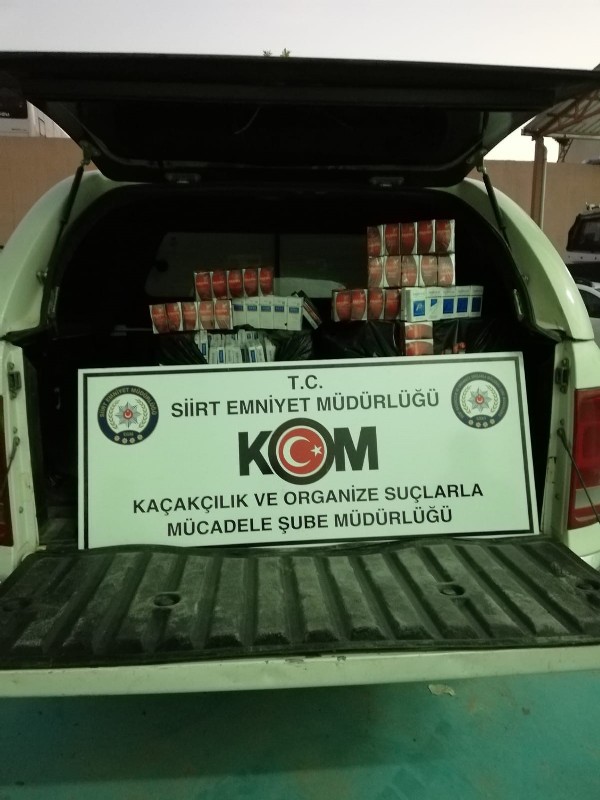 T.C.
SİİRT EMNİYET MÜDÜRLÜĞÜ
KOM
KAÇAKÇILIK VE ORGANİZE SUÇLARLA
MÜCADELE ŞUBE MÜDÜRLÜĞÜ